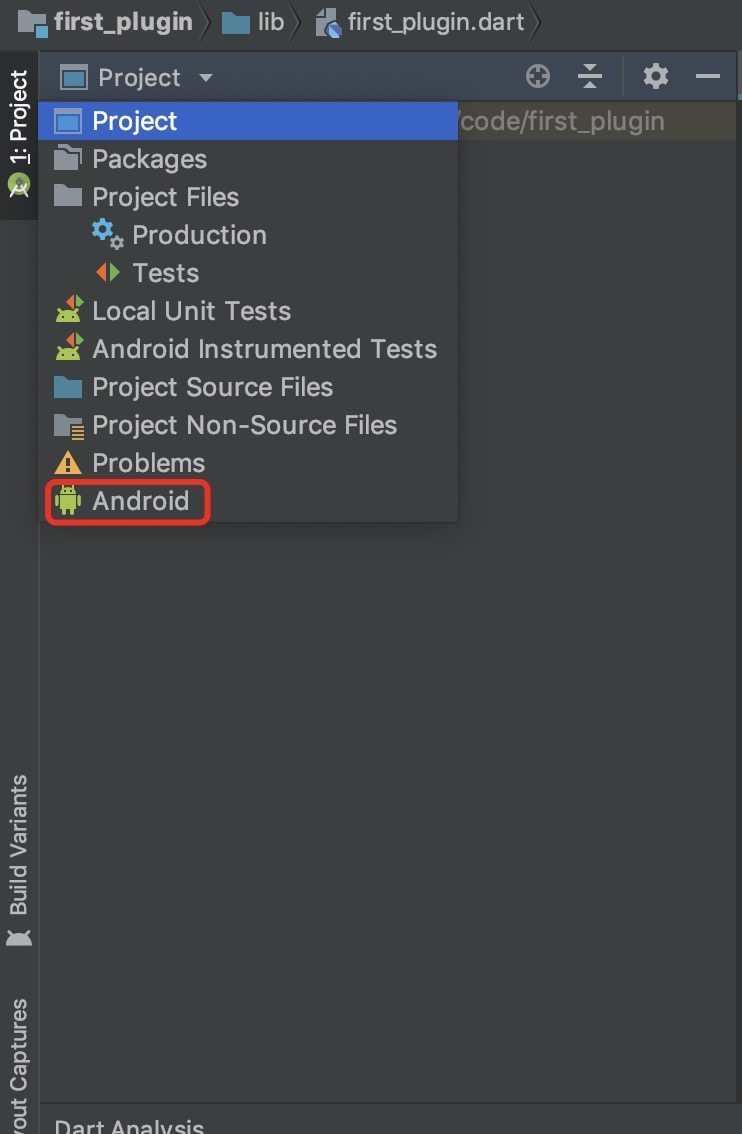 first_plugin lib first_plugin.dart
Project
Project /code/first_plugin
Packages
Project Files
Production
Tests
Local Unit Tests
Android Instrumented Tests
Project Source Files
Project Non-Source Files
Problems
Android
1: Project
Build Variants
Captures
Dart Analysis